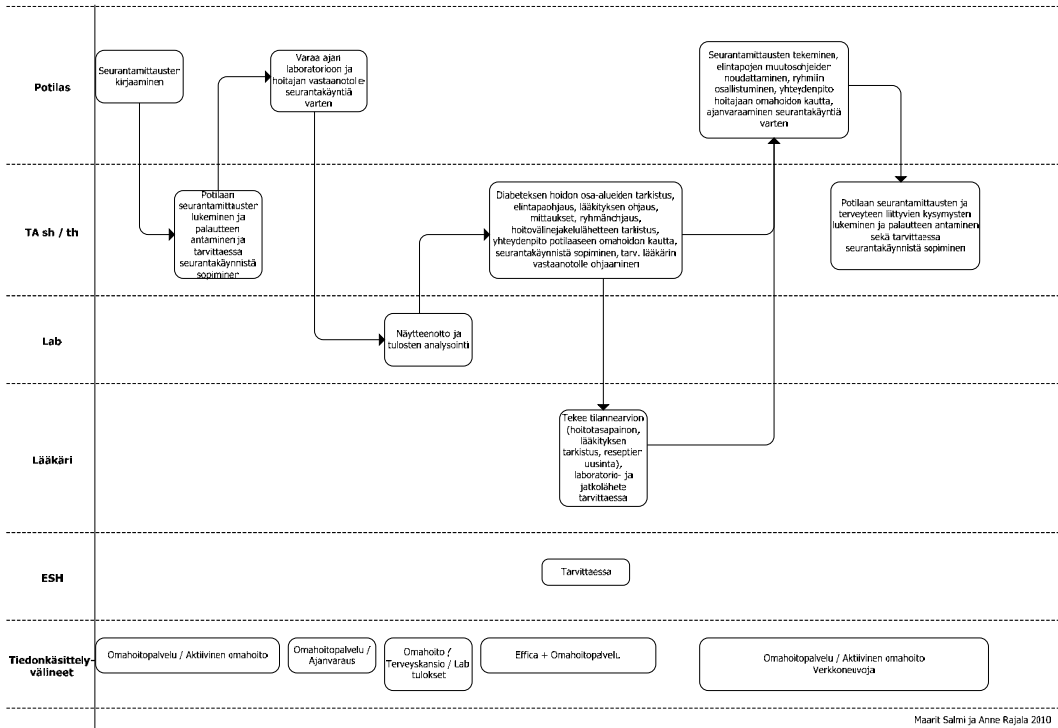 Potilas
Seurantamittauster
kirjaaminen
Varaa ajan
laboratorioon ja
hoitajan vastaanotolle
seurantakäyntiä
varten
Seurantamittausten tekeminen,
elintapojen muutosohjeiden
noudattaminen, ryhmiin
osallistuminen, yhteydenpito
hoitajaan omahoidon kautta,
ajanvaraaminen seurantakäyntiä
varten
TA sh / th
Potilaan
seurantamittauster
lukeminen ja
palautteen
antaminen ja
tarvittaessa
seurantakäynnistä
sopiminer
Diabeteksen hoidon osa-alueiden tarkistus,
elintapaohjaus, lääkityksen ohjaus,
mittaukset, ryhmänohjaus,
hoitovälinejakelulähetteen tarkistus,
yhteydenpito potilaaseen omahoidon kautta,
seurantakäynnistä sopiminen, tarv. lääkärin
vastaanotolle ohjaaminen
Potilaan seurantamittausten ja
terveyteen liittyvien kysymysten
lukeminen ja palautteen antaminen
sekä tarvittaessa
seurantakäynnistä sopiminen
Lab
Näytteenotto ja
tulosten analysointi
Lääkäri
Tekee tilannearvion
(hoitotasapainon,
lääkityksen
tarkistus, reseptier
uusinta),
laboratorio- ja
jatkolähete
tarvittaessa
ESH
Tarvittaessa
Tiedonkäsittely-
välineet
Omahoitopalvelu / Aktiivinen omahoito
Omahoitopalvelu /
Ajanvaraus
Omahoito /
Terveyskansio / Lab
tulokset
Effica + Omahoitopalvelu
Omahoitopalvelu / Aktiivinen omahoito
Verkkoneuvoja
Maarit Salmi ja Anne Rajala 2010